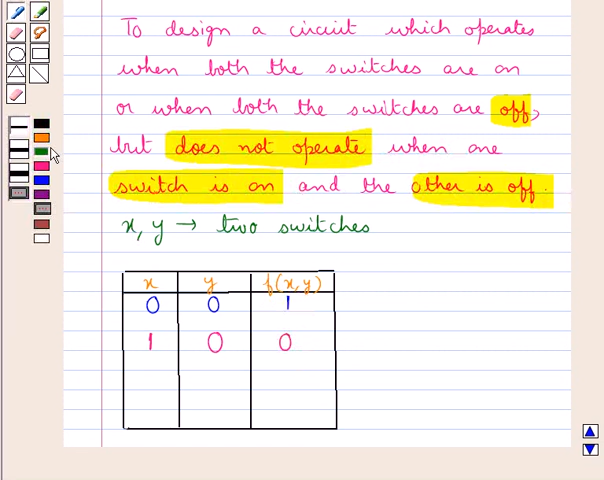 To design a circuit which operates
when both the switches are on
or when both the switches are off,
but does not operate when one
switch is on and the other is off.
x, y → two switches
x y f(x,y)
0 0 1
1 0 0